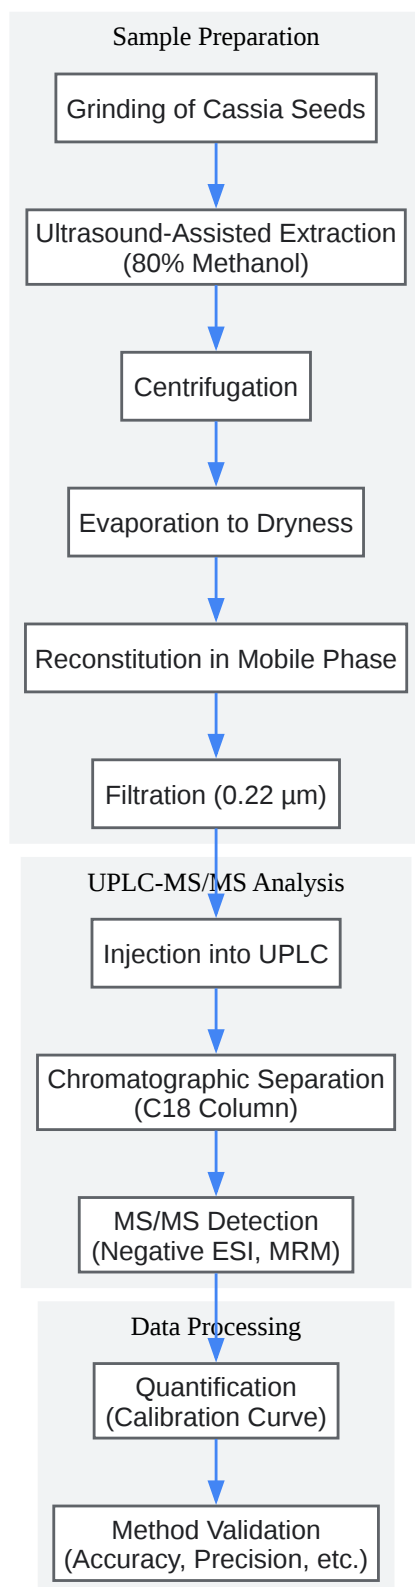 Sample Preparation
Grinding of Cassia Seeds
Ultrasound-Assisted Extraction
(80% Methanol)
Centrifugation
Evaporation to Dryness
Reconstitution in Mobile Phase
Filtration (0.22 µm)
UPLC-MS/MS Analysis
Injection into UPLC
Chromatographic Separation
(C18 Column)
MS/MS Detection
(Negative ESI, MRM)
Data Processing
Quantification
(Calibration Curve)
Method Validation
(Accuracy, Precision, etc.)